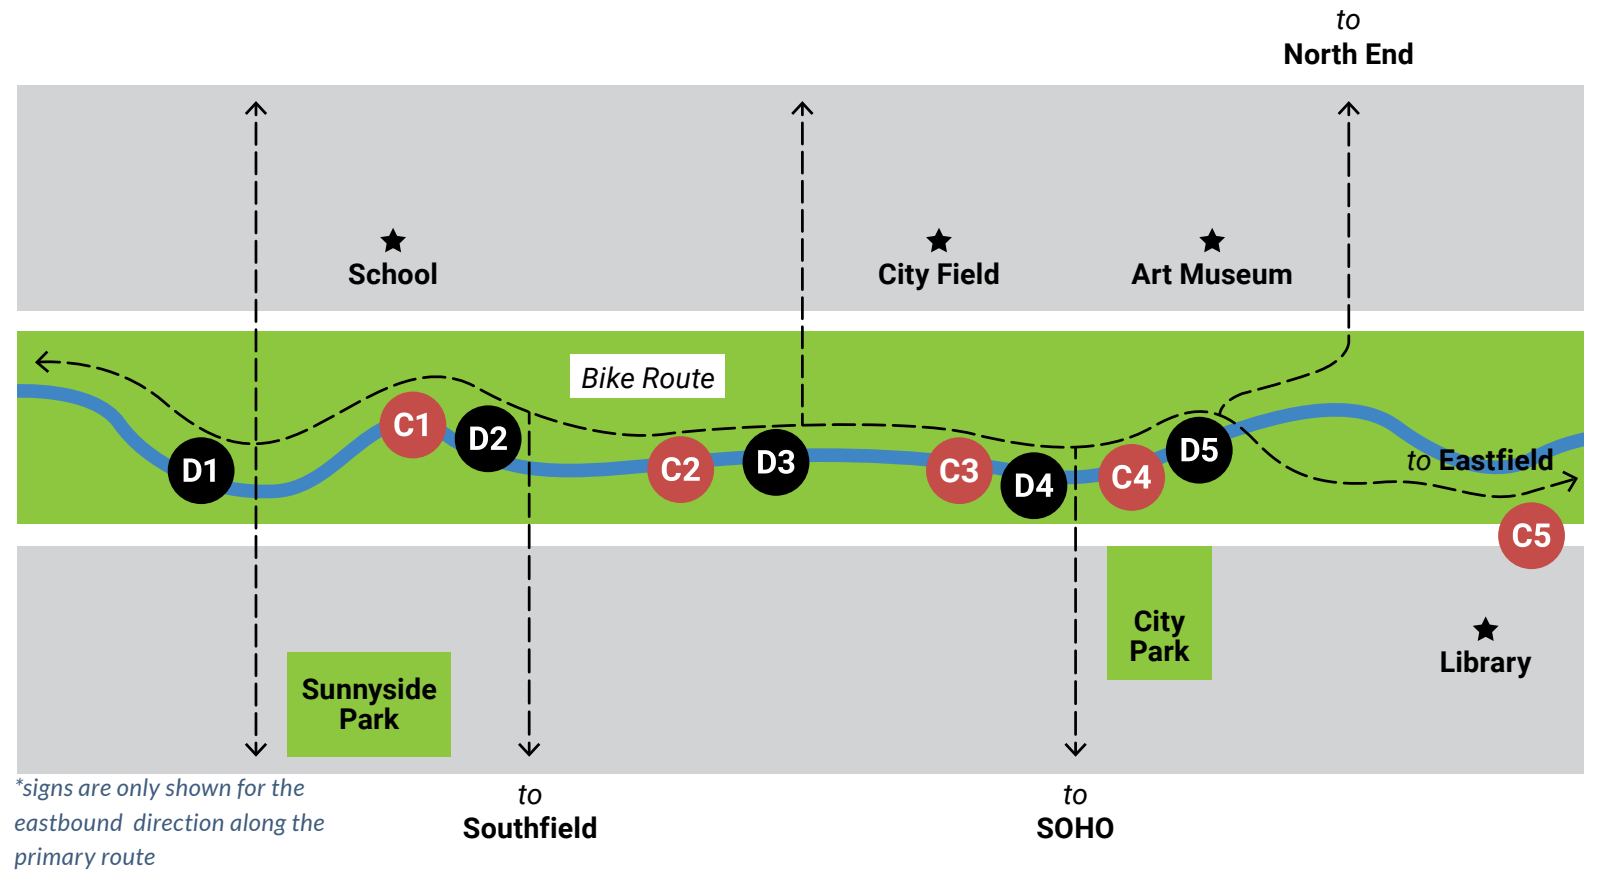 to
North End
School
City Field
Art Museum
Bike Route
C1
D2
D1
C2
D3
C3
D4
C4
D5
to Eastfield
C5
City
Park
Library
Sunnyside
Park
*signs are only shown for the
eastbound direction along the
primary route
to
Southfield
to
SOHO